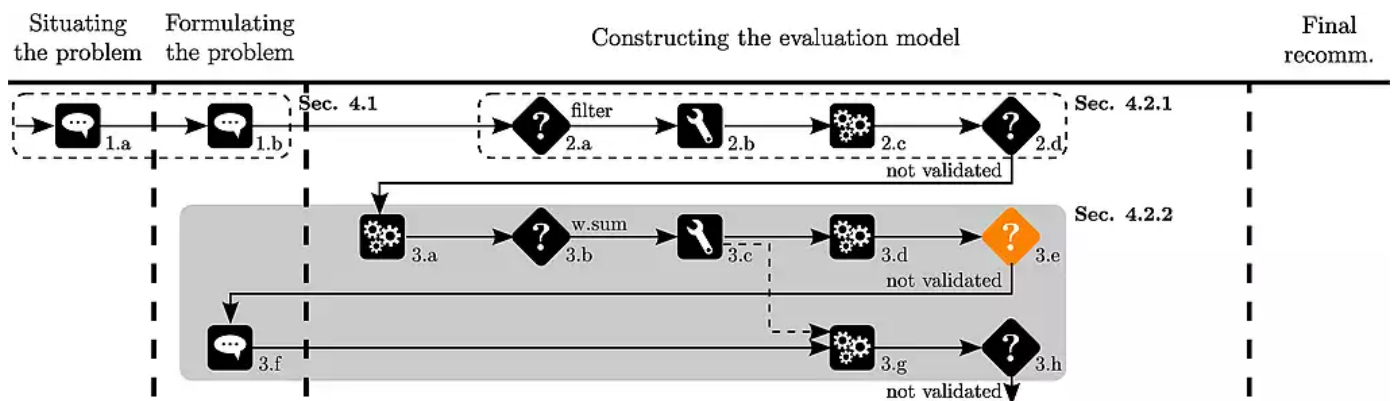 Situating
the problem
Formulating
the problem
Constructing the evaluation model
Final
recomm.
Sec. 4.1
filter
Sec. 4.2.1
?
?
1.a
1.b
2.a
2.b
2.c
2.d
not validated
Sec. 4.2.2
w.sum
?
?
3.a
3.b
3.c
3.d
3.e
not validated
?
3.f
3.g
3.h
not validated